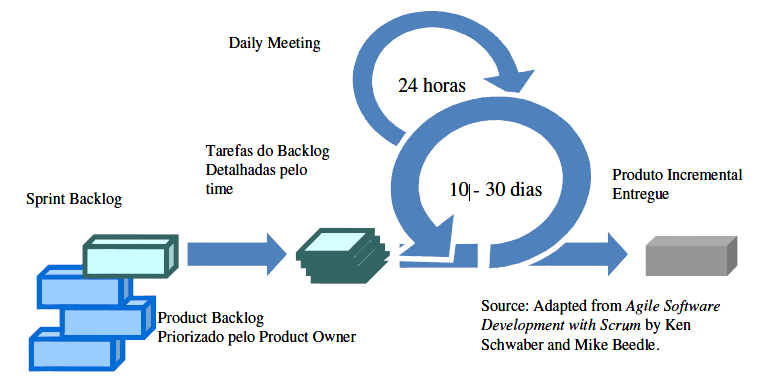 Daily Meeting
24 horas
Tarefas do Backlog
Detalhadas pelo
time
10 - 30 dias
Produto Incremental
Entregue
Sprint Backlog
Product Backlog
Priorizado pelo Product Owner
Source: Adapted from Agile Software
Development with Scrum by Ken
Schwaber and Mike Beedle.